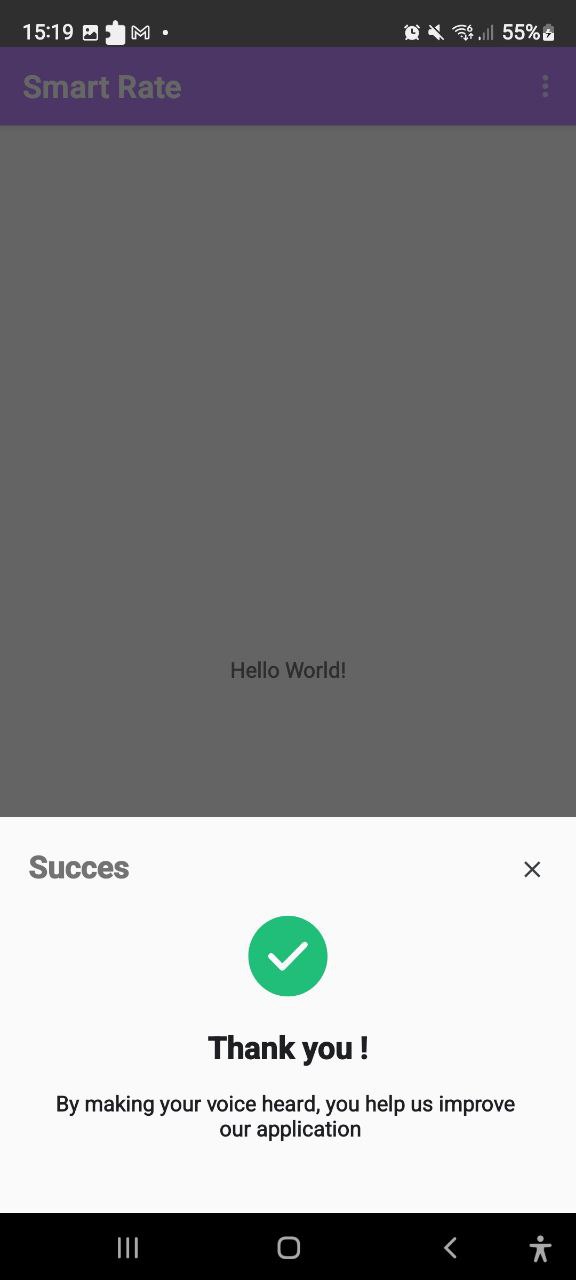 15:19 55%
Smart Rate
Hello World!
Succes
Thank you !
By making your voice heard, you help us improve
our application